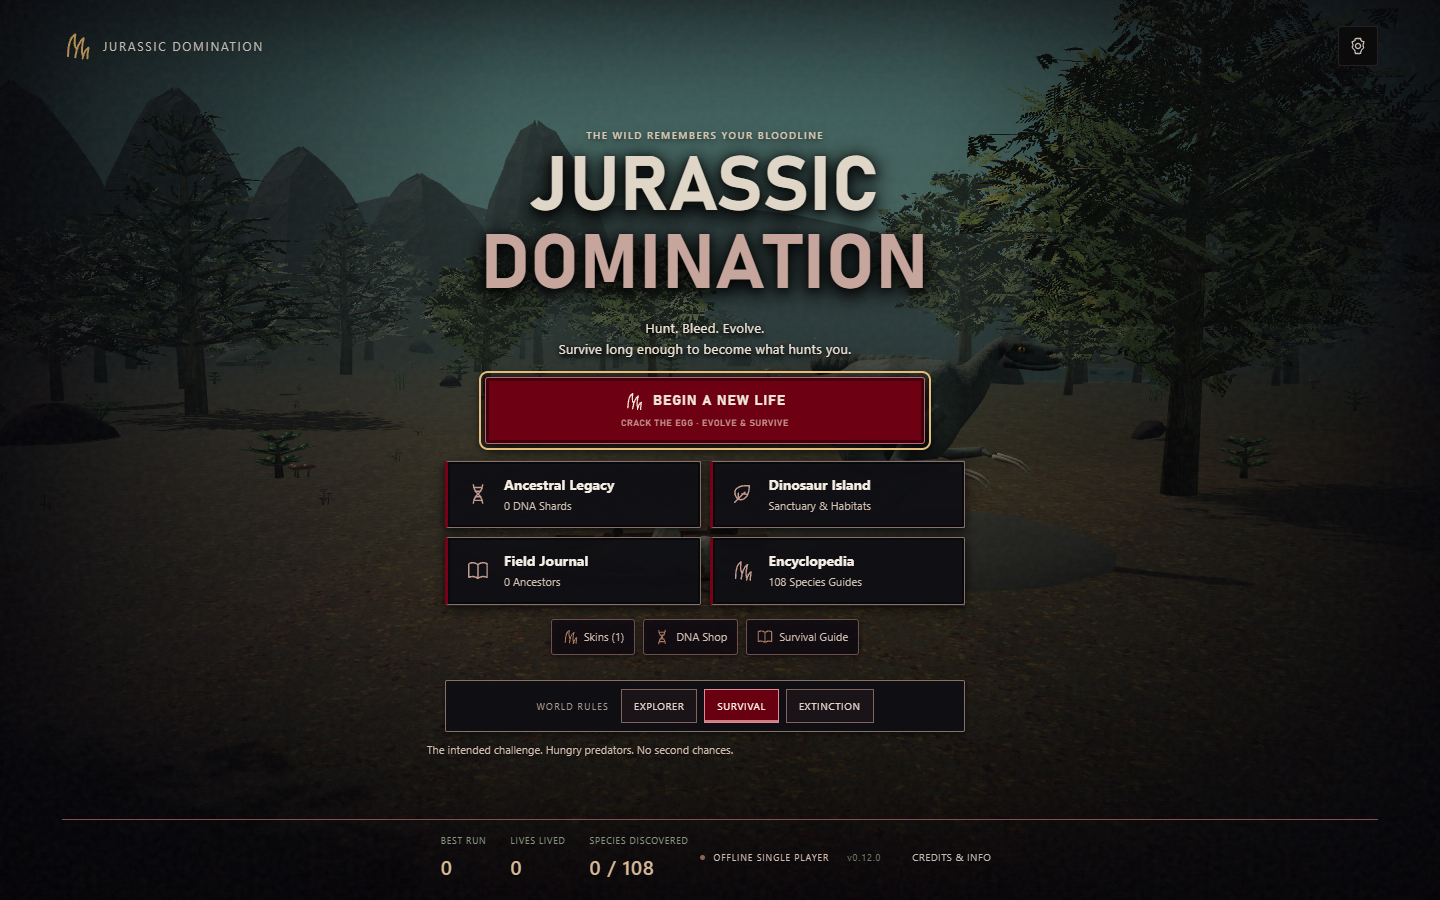 JURASSIC DOMINATION
THE WILD REMEMBERS YOUR BLOODLINE
JURASSIC
DOMINATION
Hunt. Bleed. Evolve.
Survive long enough to become what hunts you.
BEGIN A NEW LIFE
CRACK THE EGG · EVOLVE & SURVIVE
Ancestral Legacy
0 DNA Shards
Dinosaur Island
Sanctuary & Habitats
Field Journal
0 Ancestors
Encyclopedia
108 Species Guides
Skins (1)
DNA Shop
Survival Guide
WORLD RULES
EXPLORER
SURVIVAL
EXTINCTION
The intended challenge. Hungry predators. No second chances.
BEST RUN
0
LIVES LIVED
0
SPECIES DISCOVERED
0 / 108
OFFLINE SINGLE PLAYER
v0.12.0
CREDITS & INFO